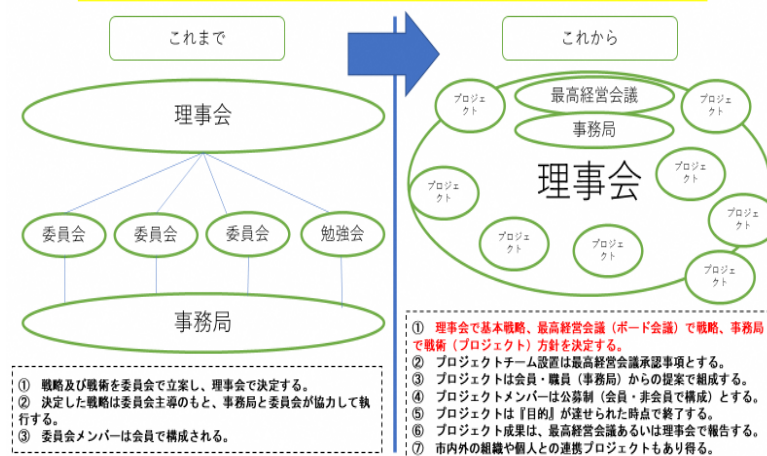 これまで
理事会
委員会
委員会
委員会
勉強会
事務局
① 戦略及び戦術を委員会で立案し、理事会で決定する。
② 決定した戦略は委員会主導のもと、事務局と委員会が協力して執
行する。
③ 委員会メンバーは会員で構成される。
これから
プロジェ
クト
最高経営会議
プロジェ
クト
事務局
理事会
プロジェ
クト
プロジェ
クト
プロジェ
クト
プロジェ
クト
プロジェ
クト
プロジェ
クト
① 理事会で基本戦略、最高経営会議（ボード会議）で戦略、事務局
で戦術（プロジェクト）方針を決定する。
② プロジェクトチーム設置は最高経営会議承認事項とする。
③ プロジェクトは会員・職員（事務局）からの提案で組成する。
④ プロジェクトメンバーは公募制（会員・非会員で構成）とする。
⑤ プロジェクトは『目的』が達せられた時点で終了する。
⑥ プロジェクト成果は、最高経営会議あるいは理事会で報告する。
⑦ 市内外の組織や個人との連携プロジェクトもあり得る。